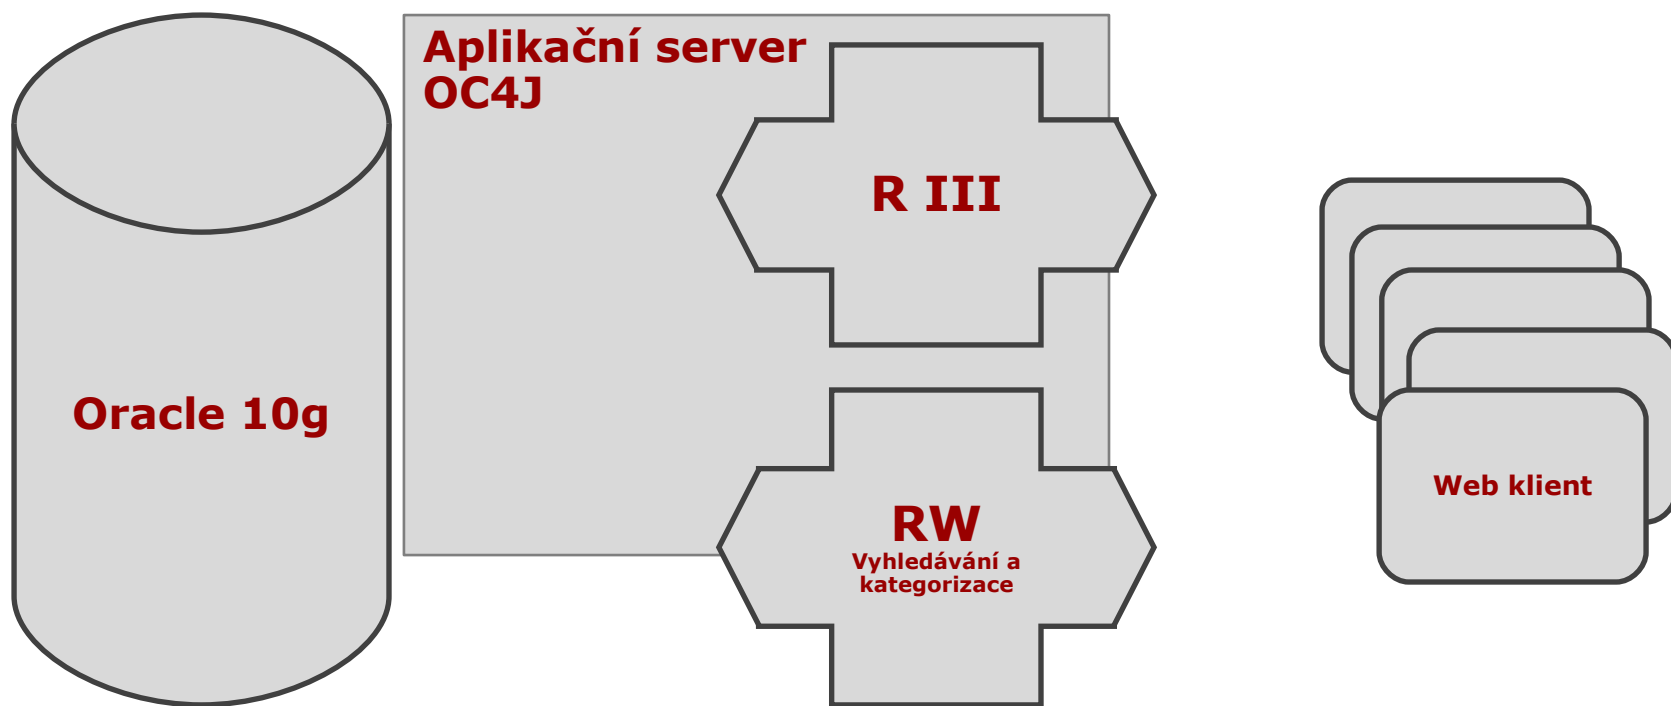 Aplikační server
OC4J
R III
Oracle 10g
RW
Vyhledávání a
kategorizace
Web klient